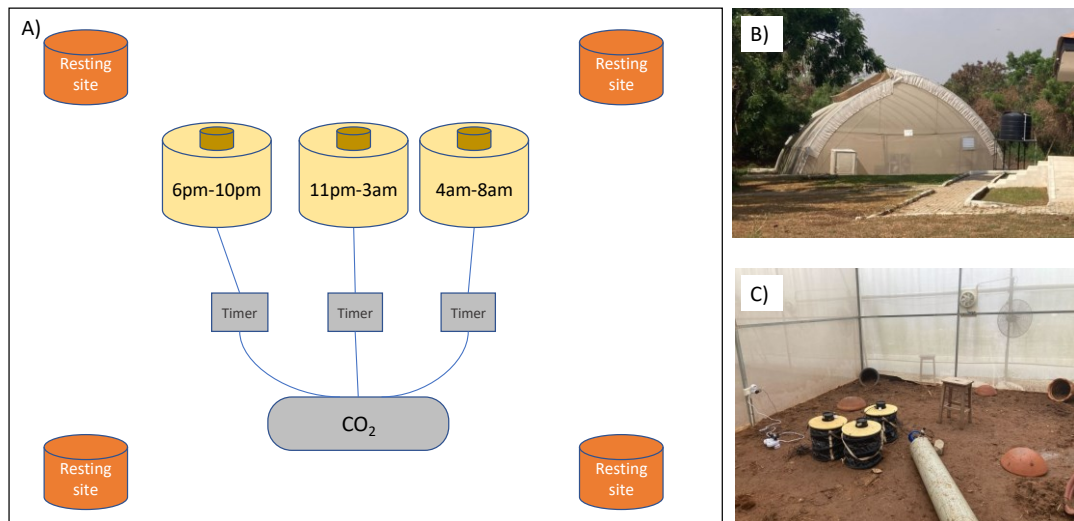 A)
Resting
site
Resting
site
6pm-10pm
11pm-3am
4am-8am
Timer
Timer
Timer
CO₂
Resting
site
Resting
site
B)
C)